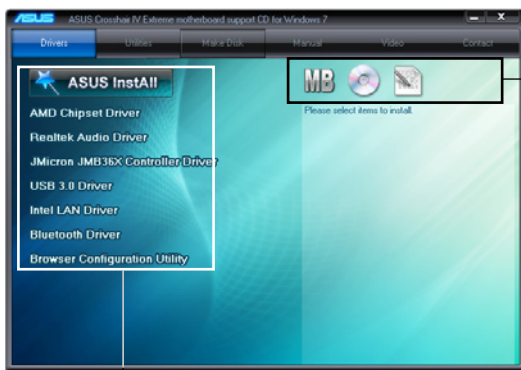 ASUS ASUS Crosshair IV Extreme motherboard support CD for Windows 7
Drivers Utilities Make Disk Manual Video Contact
ASUS InstAll
MB
Please select items to install.
AMD Chipset Driver
Realtek Audio Driver
JMicron JMB36X Controller Driver
USB 3.0 Driver
Intel LAN Driver
Bluetooth Driver
Browser Configuration Utility